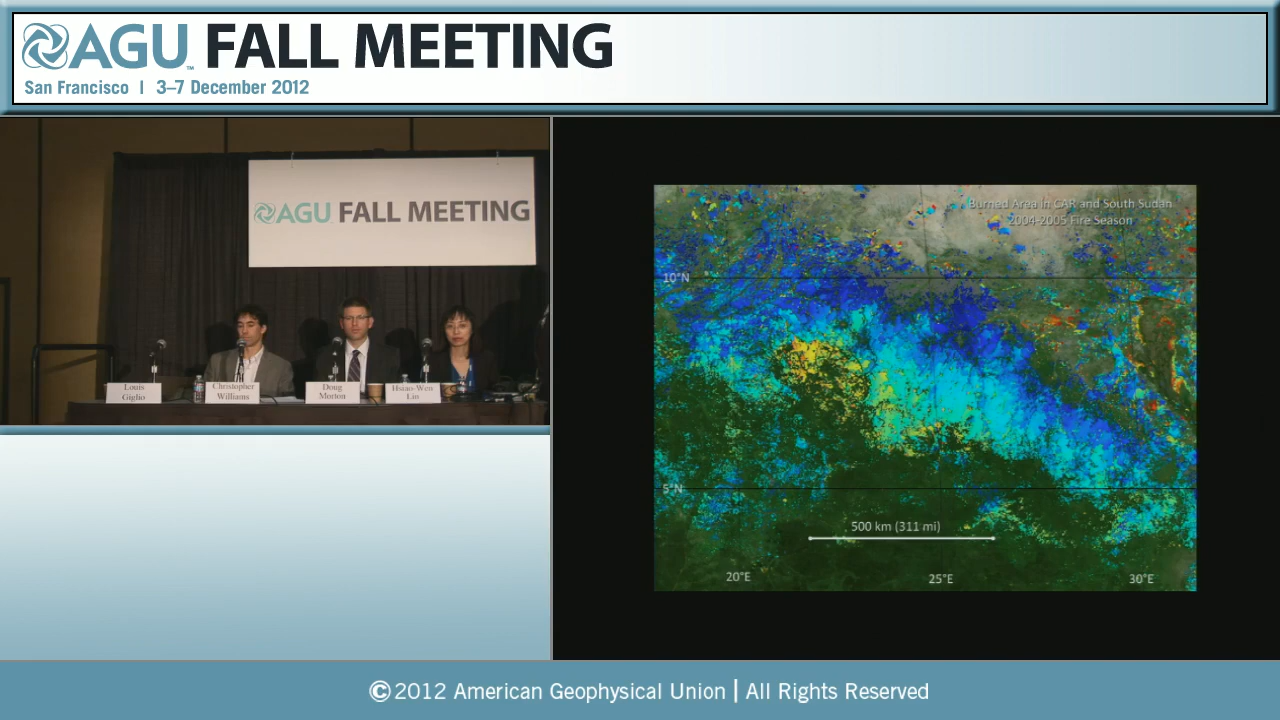 AGU FALL MEETING
San Francisco | 3–7 December 2012
AGU FALL MEETING
Louis
Giglio
Christopher
Williams
Doug
Morton
Hsiao-Wen
Lin
Burned Area in CAR and South Sudan
2004-2005 Fire Season
10°N
5°N
500 km (311 mi)
20°E
25°E
30°E
©2012 American Geophysical Union | All Rights Reserved